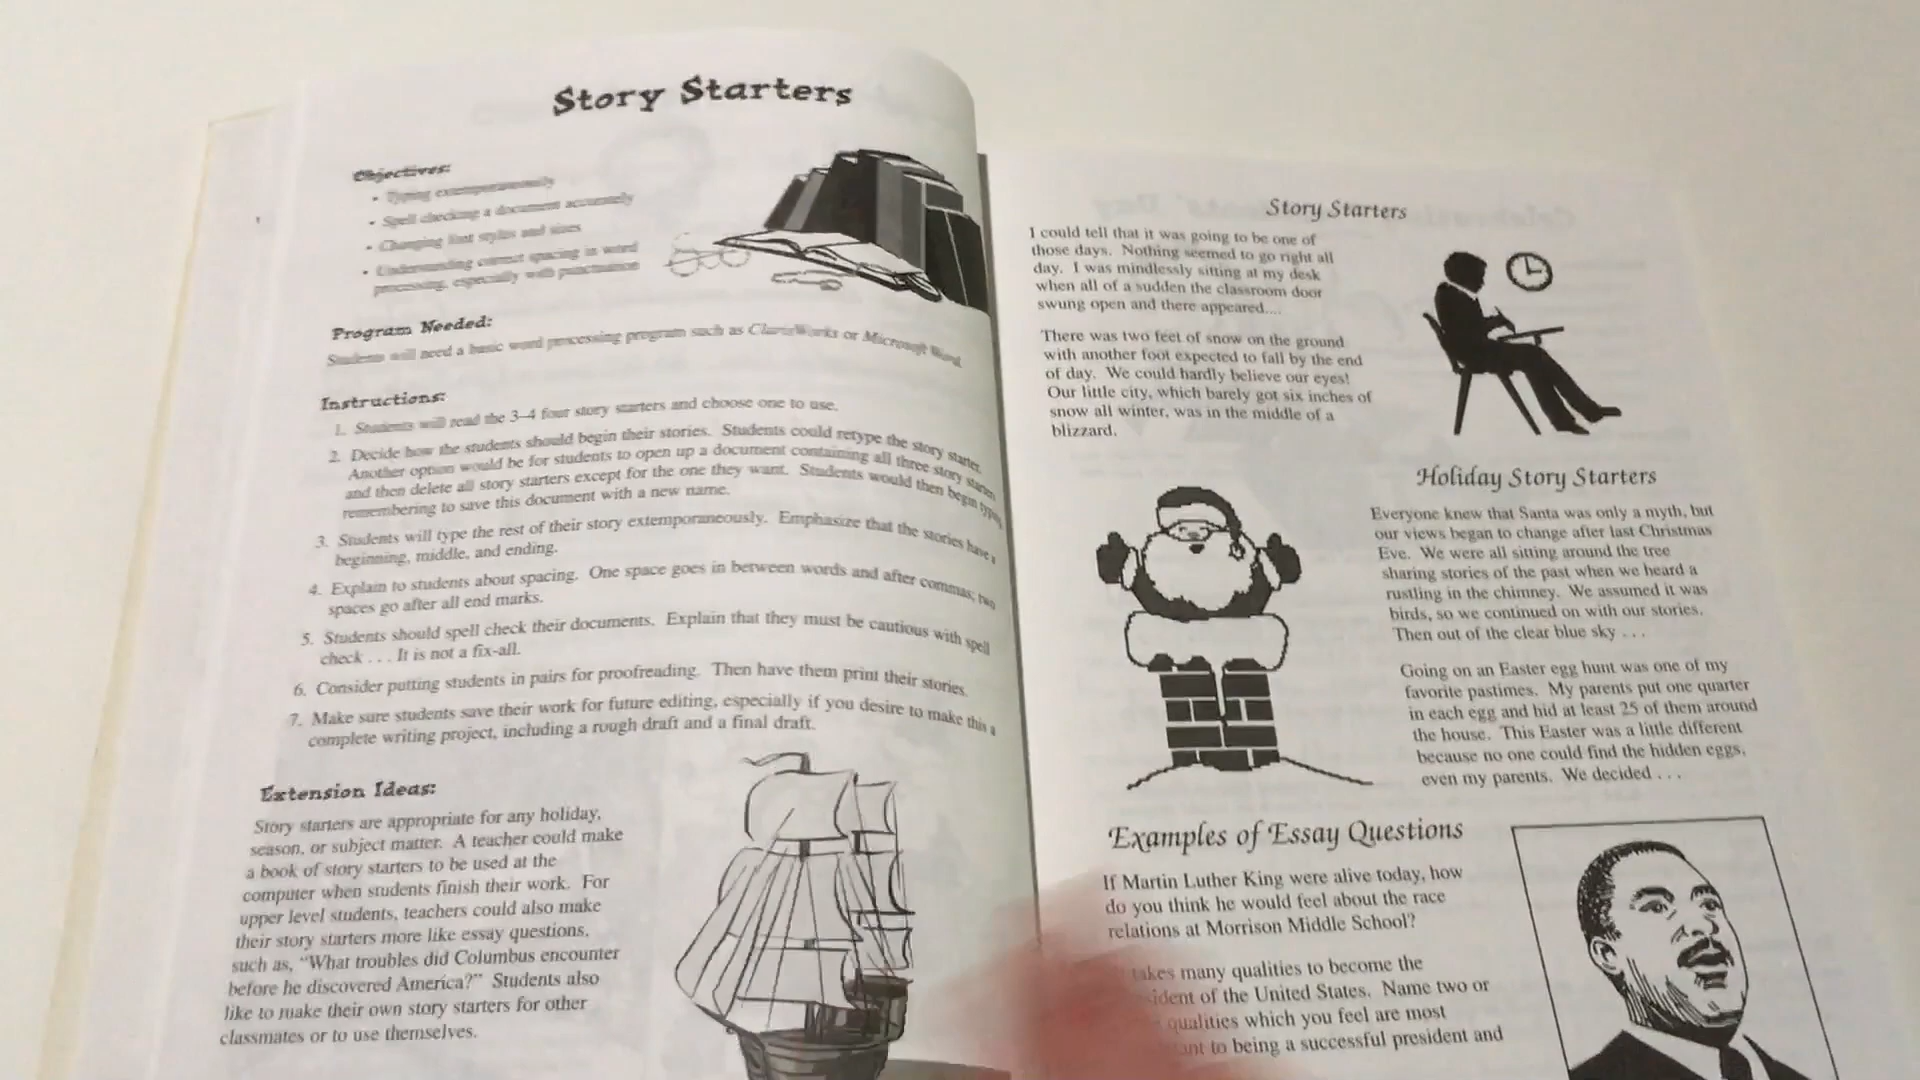 Story Starters
Objectives:
• Typing extemporaneously
• Spell checking a document accurately
• Changing font styles and sizes
• Understanding correct spacing in word
processing, especially with punctuation
Program Needed:
Students will need a basic word processing program such as ClarisWorks or Microsoft Word.
Instructions:
1. Students will read the 3–4 four story starters and choose one to use.
2. Decide how the students should begin their stories. Students could retype the story starter.
Another option would be for students to open up a document containing all three story starters
and then delete all story starters except for the one they want. Students would then begin typing,
remembering to save this document with a new name.
3. Students will type the rest of their story extemporaneously. Emphasize that the stories have a
beginning, middle, and ending.
4. Explain to students about spacing. One space goes in between words and after commas; two
spaces go after all end marks.
5. Students should spell check their documents. Explain that they must be cautious with spell
check . . . It is not a fix-all.
6. Consider putting students in pairs for proofreading. Then have them print their stories.
7. Make sure students save their work for future editing, especially if you desire to make this a
complete writing project, including a rough draft and a final draft.
Extension Ideas:
Story starters are appropriate for any holiday,
season, or subject matter. A teacher could make
a book of story starters to be used at the
computer when students finish their work. For
upper level students, teachers could also make
their story starters more like essay questions,
such as, “What troubles did Columbus encounter
before he discovered America?” Students also
like to make their own story starters for other
classmates or to use themselves.
Story Starters
I could tell that it was going to be one of
those days. Nothing seemed to go right all
day. I was mindlessly sitting at my desk
when all of a sudden the classroom door
swung open and there appeared....
There was two feet of snow on the ground
with another foot expected to fall by the end
of day. We could hardly believe our eyes!
Our little city, which barely got six inches of
snow all winter, was in the middle of a
blizzard.
Holiday Story Starters
Everyone knew that Santa was only a myth, but
our views began to change after last Christmas
Eve. We were all sitting around the tree
sharing stories of the past when we heard a
rustling in the chimney. We assumed it was
birds, so we continued on with our stories.
Then out of the clear blue sky . . .
Going on an Easter egg hunt was one of my
favorite pastimes. My parents put one quarter
in each egg and hid at least 25 of them around
the house. This Easter was a little different
because no one could find the hidden eggs,
even my parents. We decided . . .
Examples of Essay Questions
If Martin Luther King were alive today, how
do you think he would feel about the race
relations at Morrison Middle School?
takes many qualities to become the
of the United States. Name two or
qualities which you feel are most
to being a successful president and